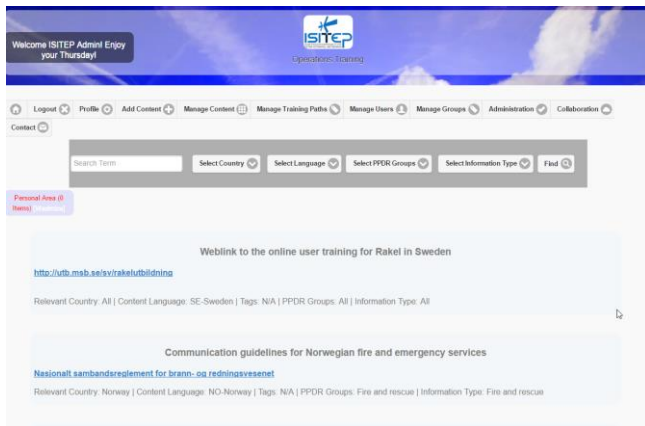 Welcome ISITEP Admin! Enjoy
your Thursday!
ISITEP
Operations Training
Logout Profile Add Content Manage Content Manage Training Paths Manage Users Manage Groups Administration Collaboration
Contact
Search Term Select Country Select Language Select PPDR Groups Select Information Type Find
Personal Area (0
Items)
Weblink to the online user training for Rakel in Sweden
http://utb.msb.se/sv/rakelutbildning
Relevant Country: All | Content Language: SE-Sweden | Tags: N/A | PPDR Groups: All | Information Type: All
Communication guidelines for Norwegian fire and emergency services
Nasjonalt sambandsreglement for brann- og redningsvesenet
Relevant Country: Norway | Content Language: NO-Norway | Tags: N/A | PPDR Groups: Fire and rescue | Information Type: Fire and rescue